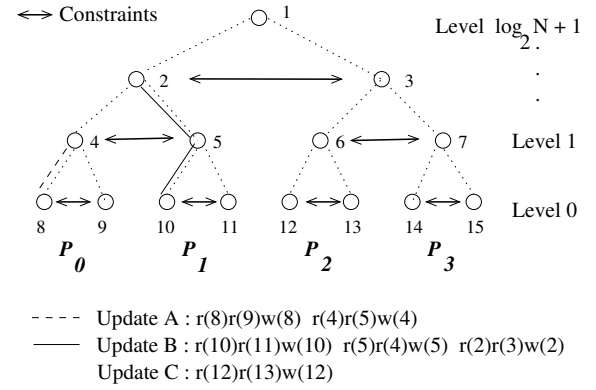 Constraints
1
Level log2 N + 1
2 3
4 5 6 7 Level 1
Level 0
8 9 10 11 12 13 14 15
P0 P1 P2 P3
Update A : r(8)r(9)w(8) r(4)r(5)w(4)
Update B : r(10)r(11)w(10) r(5)r(4)w(5) r(2)r(3)w(2)
Update C : r(12)r(13)w(12)